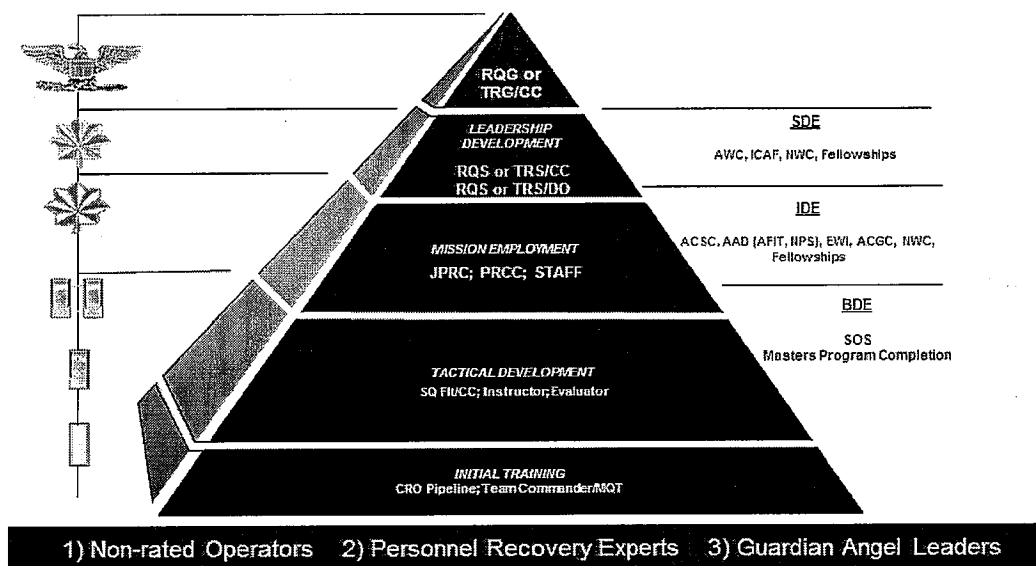 RQG or
TRG/CC
LEADERSHIP
DEVELOPMENT
RQS or TRS/CC
RQS or TRS/DO
MISSION EMPLOYMENT
JPRC; PRCC; STAFF
TACTICAL DEVELOPMENT
SQ Flt/CC; Instructor; Evaluator
INITIAL TRAINING
CRO Pipeline; Team Commander/MQT
SDE
AWC, ICAF, NWC, Fellowships
IDE
ACSC, AAD (AFIT, NPS), EWI, ACGC, NWC,
Fellowships
BDE
SOS
Masters Program Completion
1) Non-rated Operators 2) Personnel Recovery Experts 3) Guardian Angel Leaders